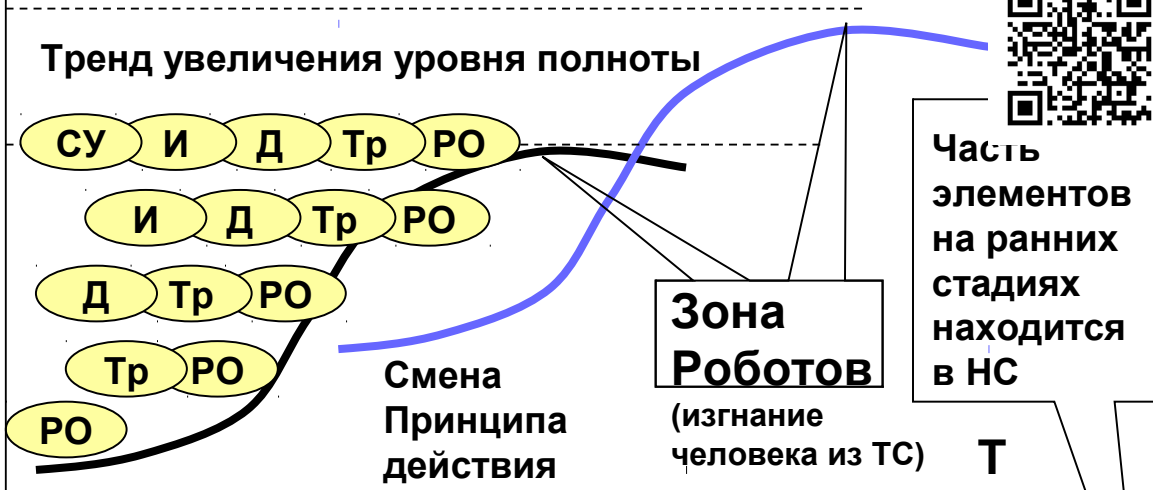 Тренд увеличения уровня полноты
СУ И Д Тр РО
И Д Тр РО
Д Тр РО
Тр РО
РО
Смена
Принципа
действия
Зона
Роботов
(изгнание
человека из ТС)
Часть
элементов
на ранних
стадиях
находится
в НС
Т